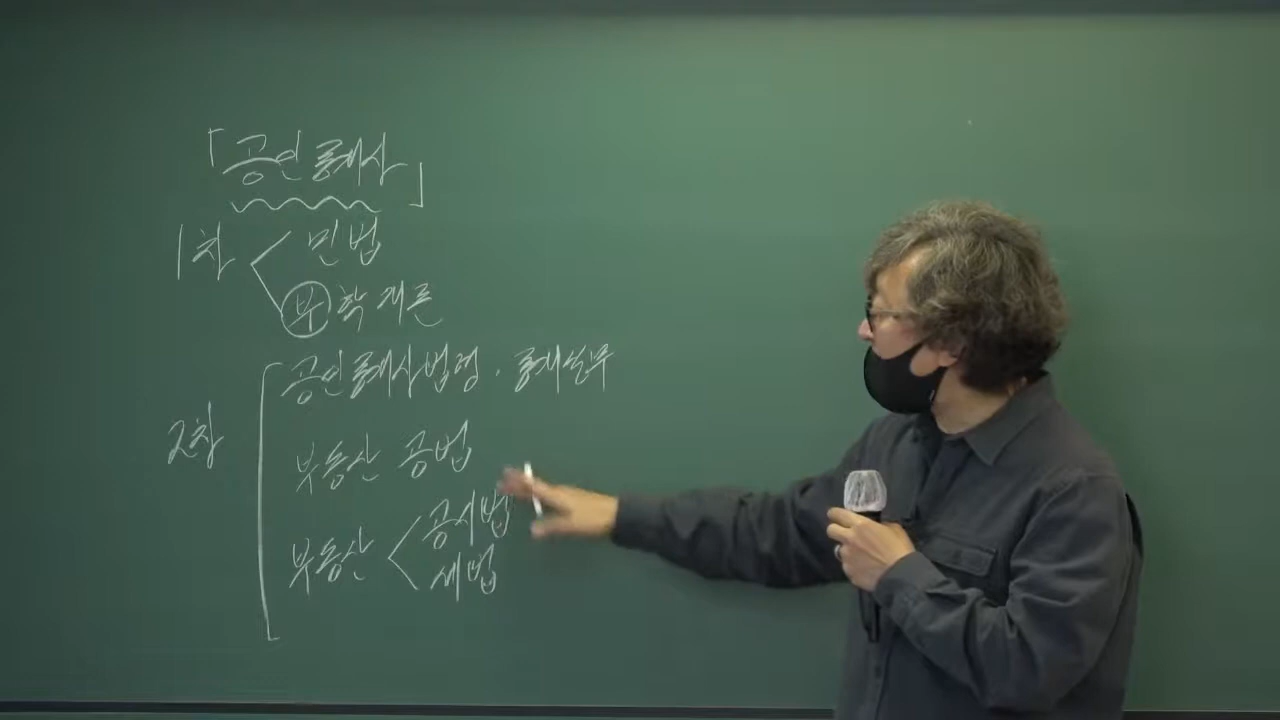 「공인중개사」
1차 < 민법
부 학개론
2차 [ 공인중개사법령 · 중개실무
부동산 공법
부동산 < 공시법
세법